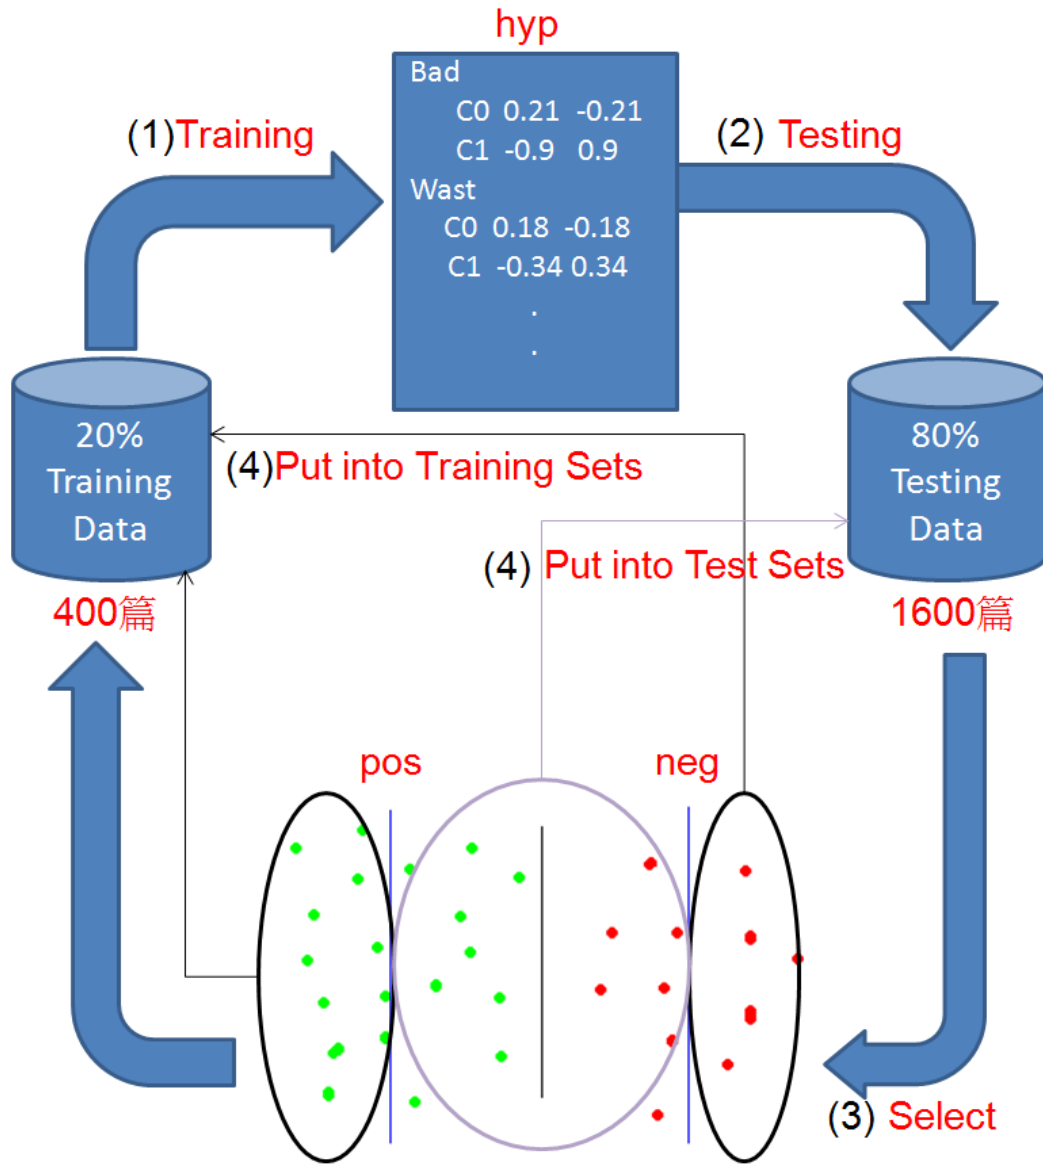 hyp
Bad
C0 0.21 -0.21
C1 -0.9 0.9
Wast
C0 0.18 -0.18
C1 -0.34 0.34
.
.
(1)Training
(2) Testing
20%
Training
Data
400篇
80%
Testing
Data
1600篇
(4)Put into Training Sets
(4) Put into Test Sets
pos
neg
(3) Select